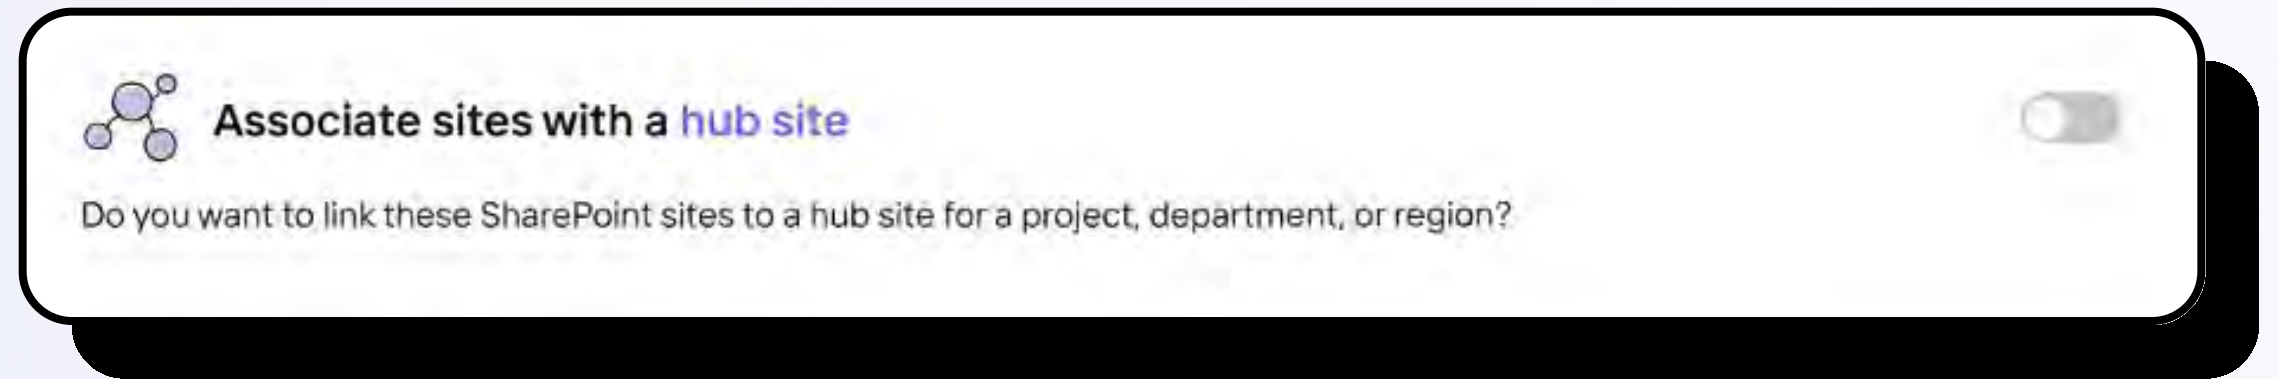 Associate sites with a hub site
Do you want to link these SharePoint sites to a hub site for a project, department, or region?